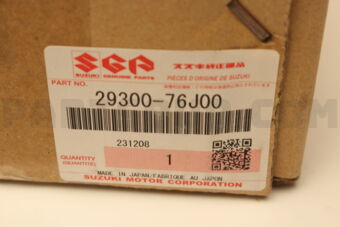 SGP スズキ純正部品
SUZUKI GENUINE PARTS
PIÈCES D'ORIGINE DE SUZUKI
PART NO.
29300-76J00
231208
QUANTITY
(QUANTITÉ)
1
MADE IN JAPAN/FABRIQUÉ AU JAPON
SUZUKI MOTOR CORPORATION